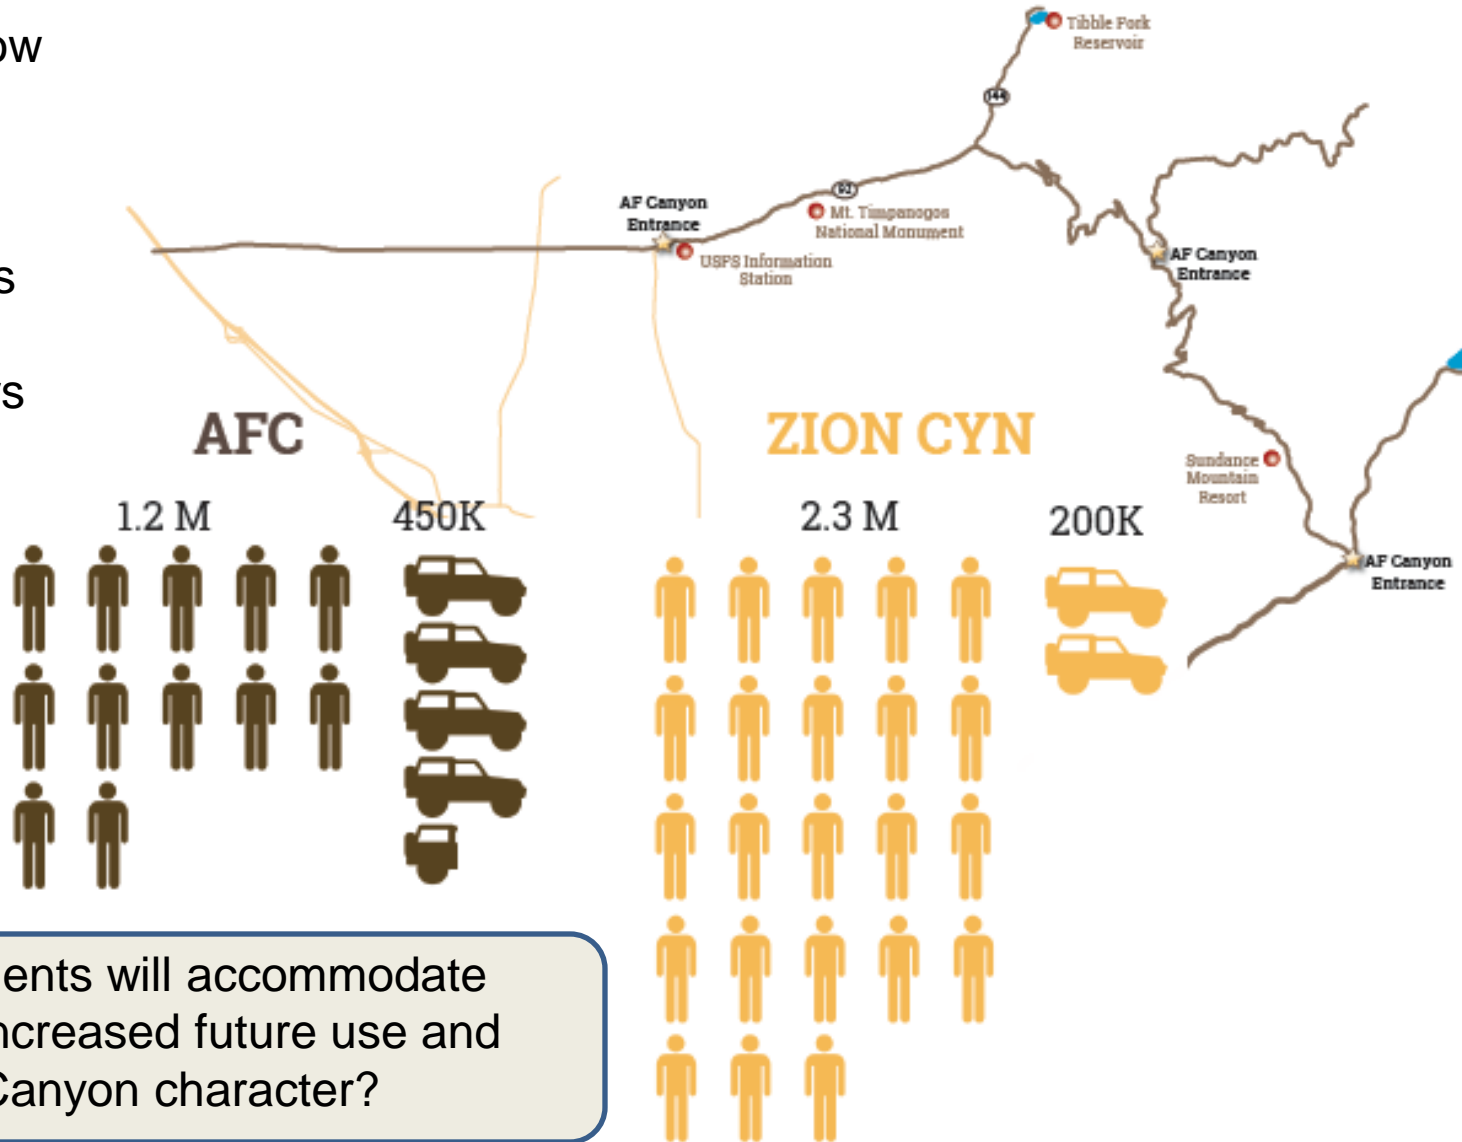 ow
s
ys
Tibble Fork
Reservoir
144
92
AF Canyon
Entrance
Mt. Timpanogos
National Monument
USFS Information
Station
AF Canyon
Entrance
AFC
ZION CYN
Sundance
Mountain
Resort
1.2 M
450K
2.3 M
200K
AF Canyon
Entrance
ents will accommodate
ncreased future use and
Canyon character?